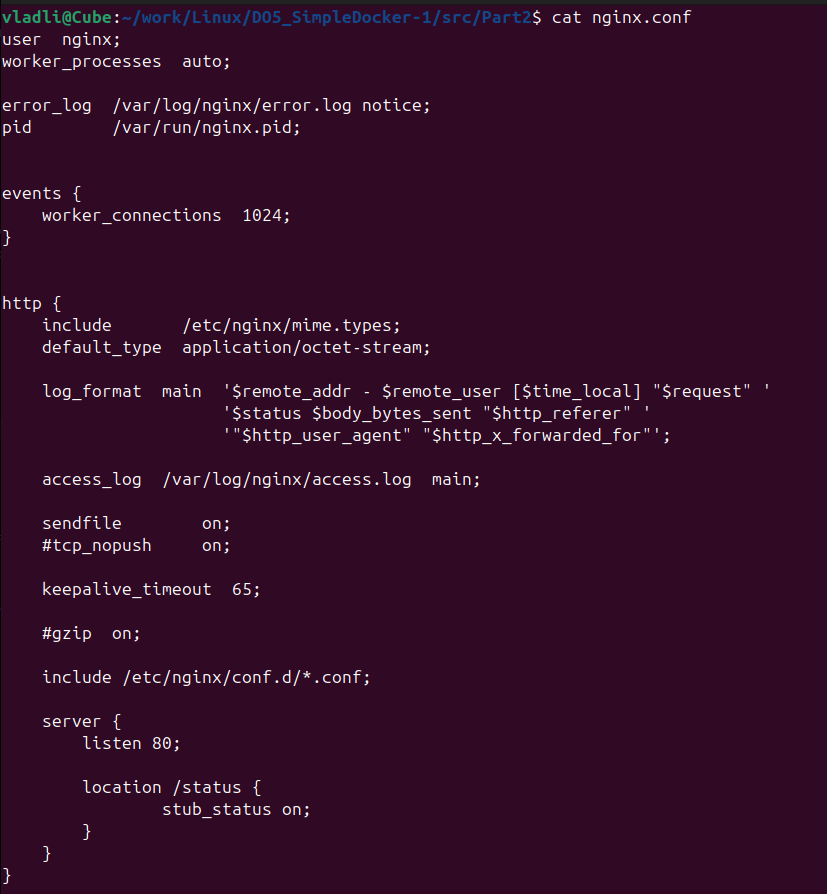 vladli@Cube:~/work/Linux/DO5_SimpleDocker-1/src/Part2$ cat nginx.conf
user  nginx;
worker_processes  auto;

error_log  /var/log/nginx/error.log notice;
pid        /var/run/nginx.pid;


events {
    worker_connections  1024;
}


http {
    include       /etc/nginx/mime.types;
    default_type  application/octet-stream;

    log_format  main  '$remote_addr - $remote_user [$time_local] "$request" '
                      '$status $body_bytes_sent "$http_referer" '
                      '"$http_user_agent" "$http_x_forwarded_for"';

    access_log  /var/log/nginx/access.log  main;

    sendfile        on;
    #tcp_nopush     on;

    keepalive_timeout  65;

    #gzip  on;

    include /etc/nginx/conf.d/*.conf;

    server {
        listen 80;

        location /status {
                stub_status on;
        }
    }
}